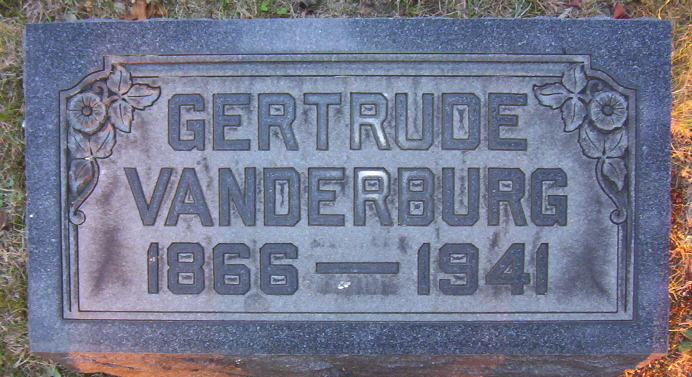 GERTRUDE
VANDERBURG
1866 — 1941